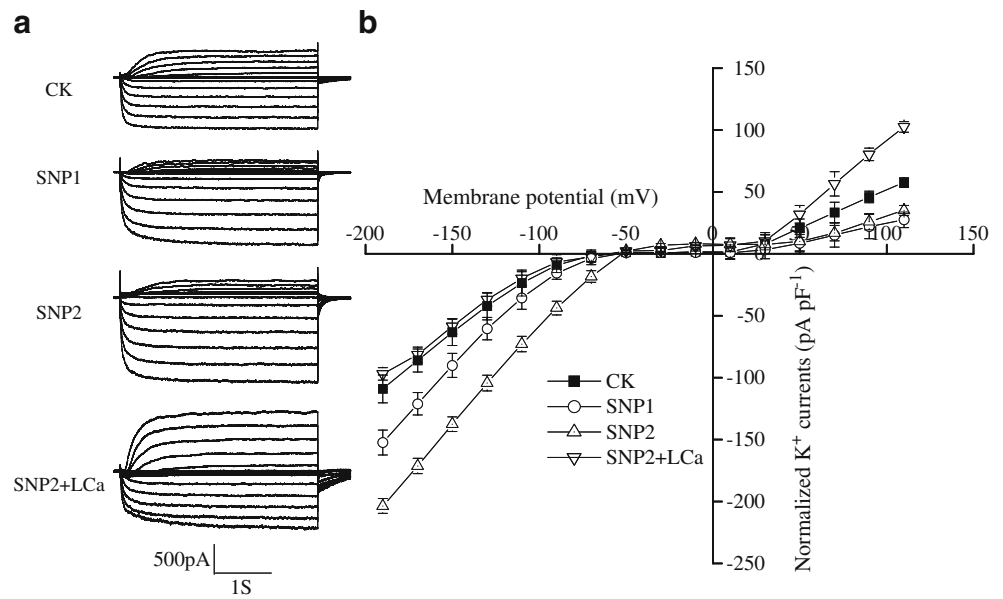 a
b
CK
SNP1
SNP2
SNP2+LCa
500pA
1S
Membrane potential (mV)
-200
-150
-100
-50
0
50
100
150
150
100
50
0
-50
-100
-150
-200
-250
Normalized K+ currents (pA pF-1)
CK
SNP1
SNP2
SNP2+LCa